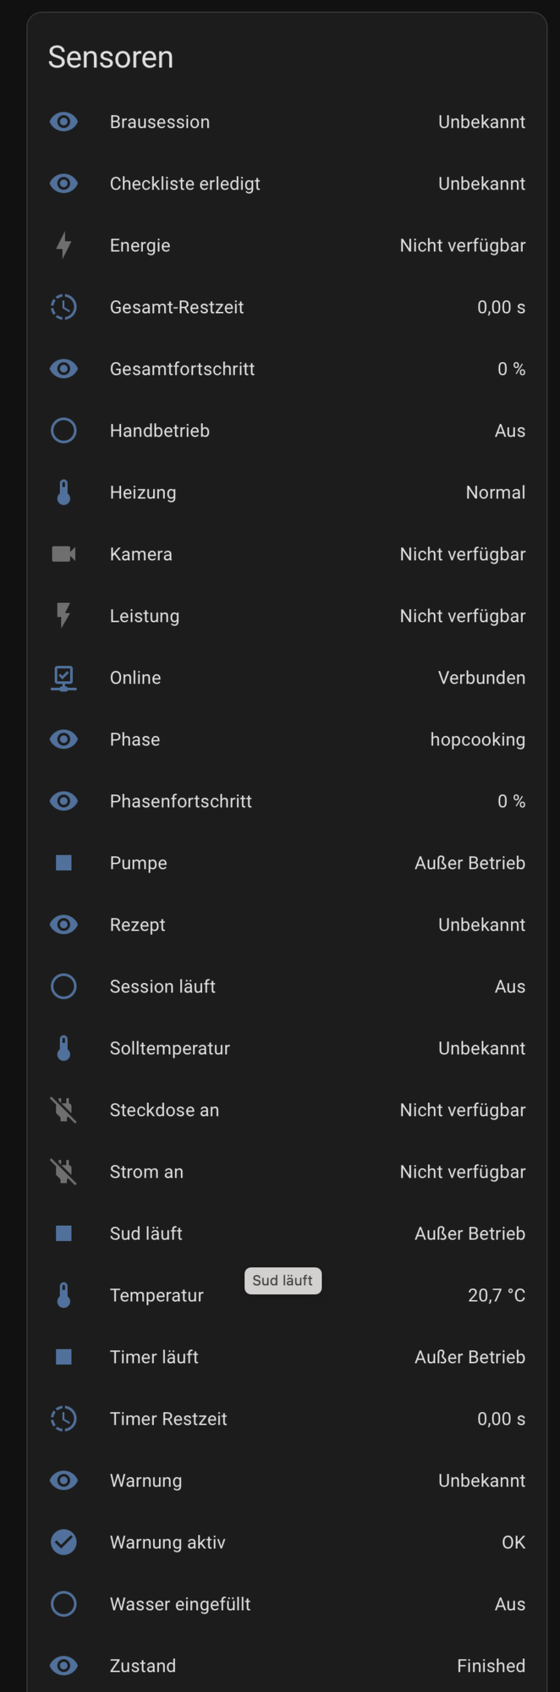 Sensoren
Brausession Unbekannt
Checkliste erledigt Unbekannt
Energie Nicht verfügbar
Gesamt-Restzeit 0,00 s
Gesamtfortschritt 0 %
Handbetrieb Aus
Heizung Normal
Kamera Nicht verfügbar
Leistung Nicht verfügbar
Online Verbunden
Phase hopcooking
Phasenfortschritt 0 %
Pumpe Außer Betrieb
Rezept Unbekannt
Session läuft Aus
Solltemperatur Unbekannt
Steckdose an Nicht verfügbar
Strom an Nicht verfügbar
Sud läuft Außer Betrieb
Sud läuft
Temperatur 20,7 °C
Timer läuft Außer Betrieb
Timer Restzeit 0,00 s
Warnung Unbekannt
Warnung aktiv OK
Wasser eingefüllt Aus
Zustand Finished